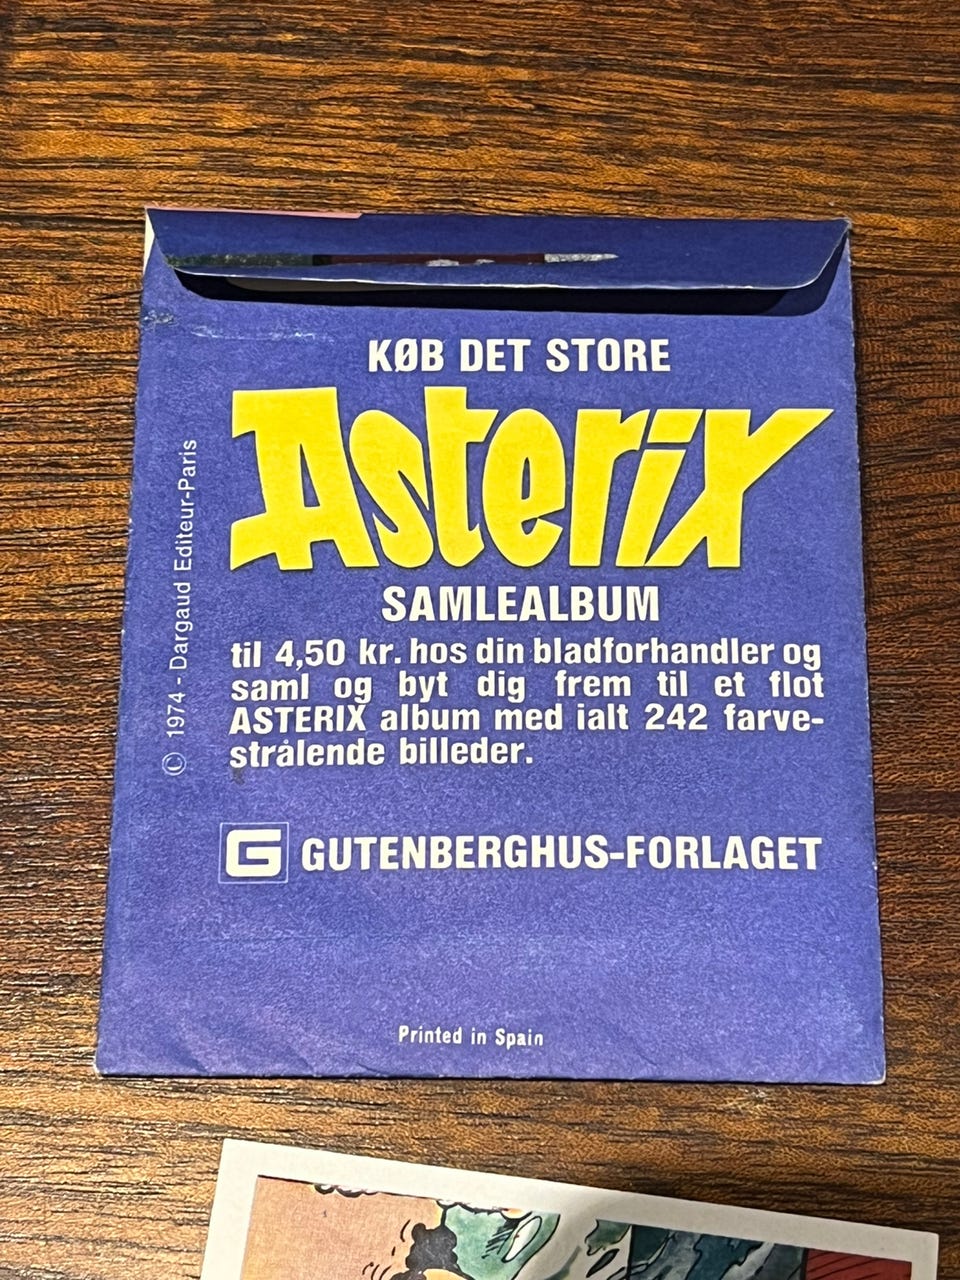 KØB DET STORE
Asterix
SAMLEALBUM
til 4,50 kr. hos din bladforhandler og
saml og byt dig frem til et flot
ASTERIX album med ialt 242 farve-
strålende billeder.
G GUTENBERGHUS-FORLAGET
Printed in Spain
© 1974 - Dargaud Editeur-Paris